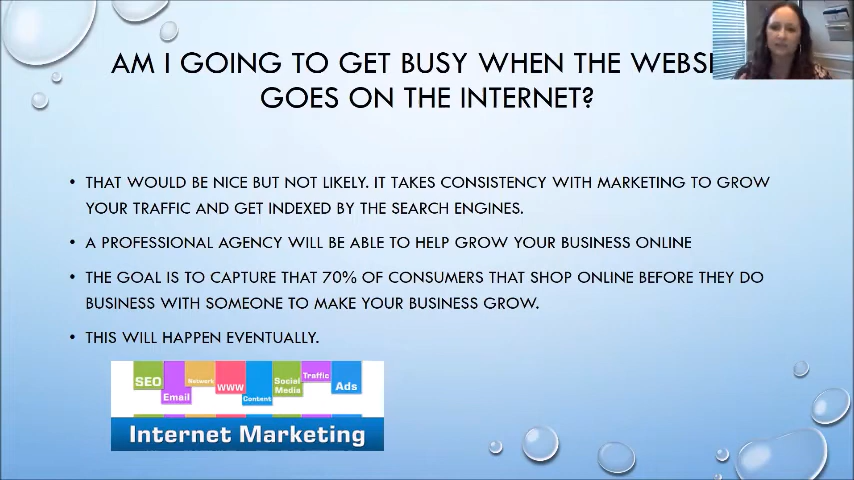 AM I GOING TO GET BUSY WHEN THE WEBSI
GOES ON THE INTERNET?
• THAT WOULD BE NICE BUT NOT LIKELY. IT TAKES CONSISTENCY WITH MARKETING TO GROW
YOUR TRAFFIC AND GET INDEXED BY THE SEARCH ENGINES.
• A PROFESSIONAL AGENCY WILL BE ABLE TO HELP GROW YOUR BUSINESS ONLINE
• THE GOAL IS TO CAPTURE THAT 70% OF CONSUMERS THAT SHOP ONLINE BEFORE THEY DO
BUSINESS WITH SOMEONE TO MAKE YOUR BUSINESS GROW.
• THIS WILL HAPPEN EVENTUALLY.
SEO Email Network WWW Content Social Media Traffic Ads
Internet Marketing